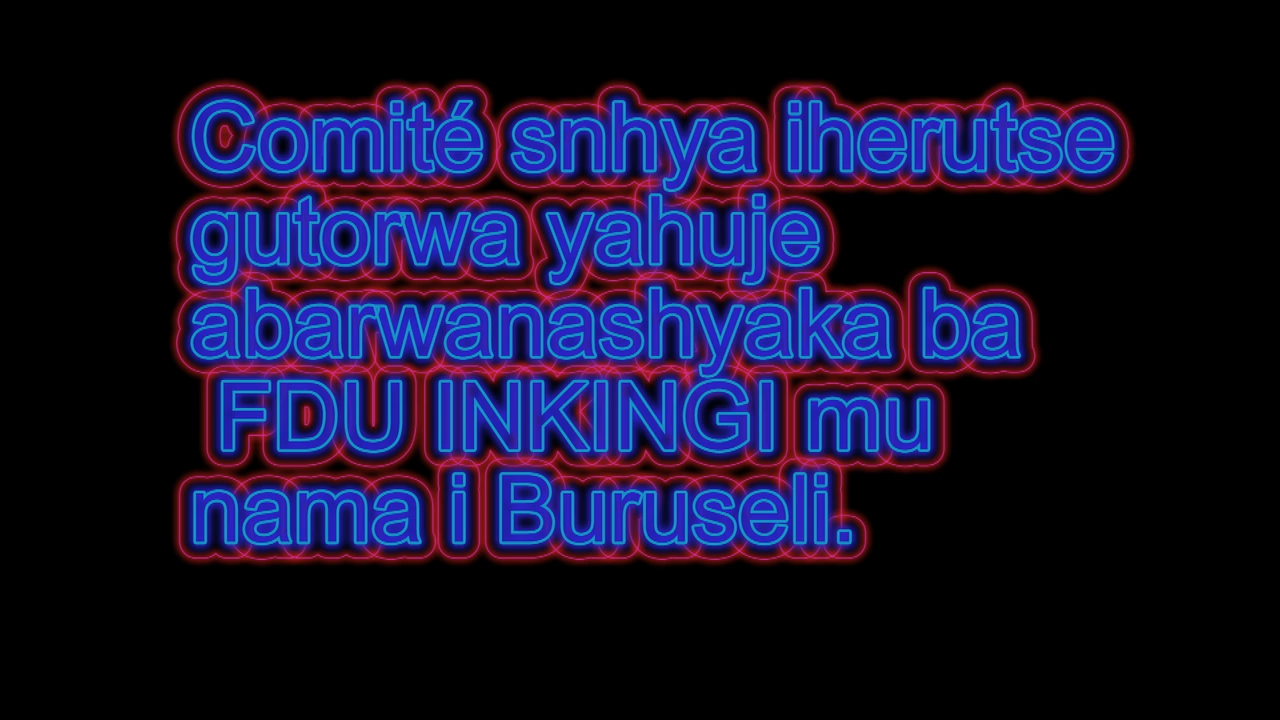 Comité snhya iherutse
gutorwa yahuje
abarwanashyaka ba
FDU INKINGI mu
nama i Buruseli.